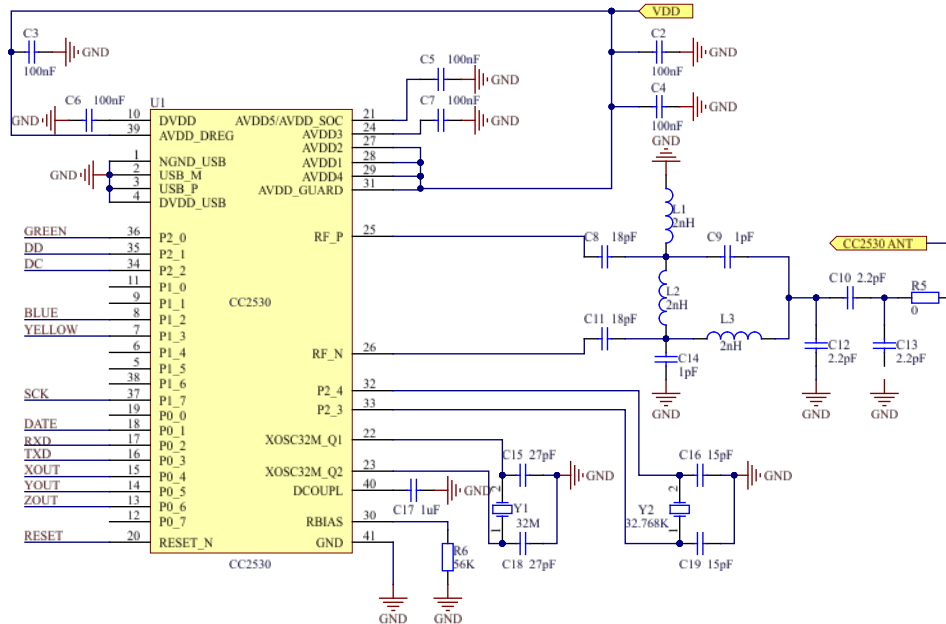 VDD
C3
GND
100nF
C2
GND
100nF
C5 100nF
GND
C6 100nF
GND
C7 100nF
GND
C4
GND
100nF
U1
10 DVDD
39 AVDD_DREG
1 NGND_USB
GND
2 USB_M
3 USB_P
4 DVDD_USB
GREEN 36 P2_0
DD 35 P2_1
DC 34 P2_2
11 P1_0
9 P1_1
BLUE 8 P1_2
YELLOW 7 P1_3
6 P1_4
5 P1_5
38 P1_6
SCK 37 P1_7
19 P0_0
DATE 18 P0_1
RXD 17 P0_2
TXD 16 P0_3
XOUT 15 P0_4
YOUT 14 P0_5
ZOUT 13 P0_6
12 P0_7
RESET 20 RESET_N
CC2530
CC2530
AVDD5/AVDD_SOC 21
AVDD3 24
AVDD2 27
AVDD1 28
AVDD4 29
AVDD_GUARD 31
RF_P 25
RF_N 26
P2_4 32
P2_3 33
XOSC32M_Q1 22
XOSC32M_Q2 23
DCOUPL 40
RBIAS 30
GND 41
GND
L1
2nH
C8 18pF
C9 1pF
CC2530 ANT
L2
2nH
C10 2.2pF
R5
0
C11 18pF
L3
2nH
C14
1pF
GND
C12
2.2pF
GND
C13
2.2pF
GND
C15 27pF
GND
2
Y1
32M
1
C18 27pF
C16 15pF
GND
2
Y2
32.768K
1
C19 15pF
C17 1uF
GND
R6
56K
GND
GND